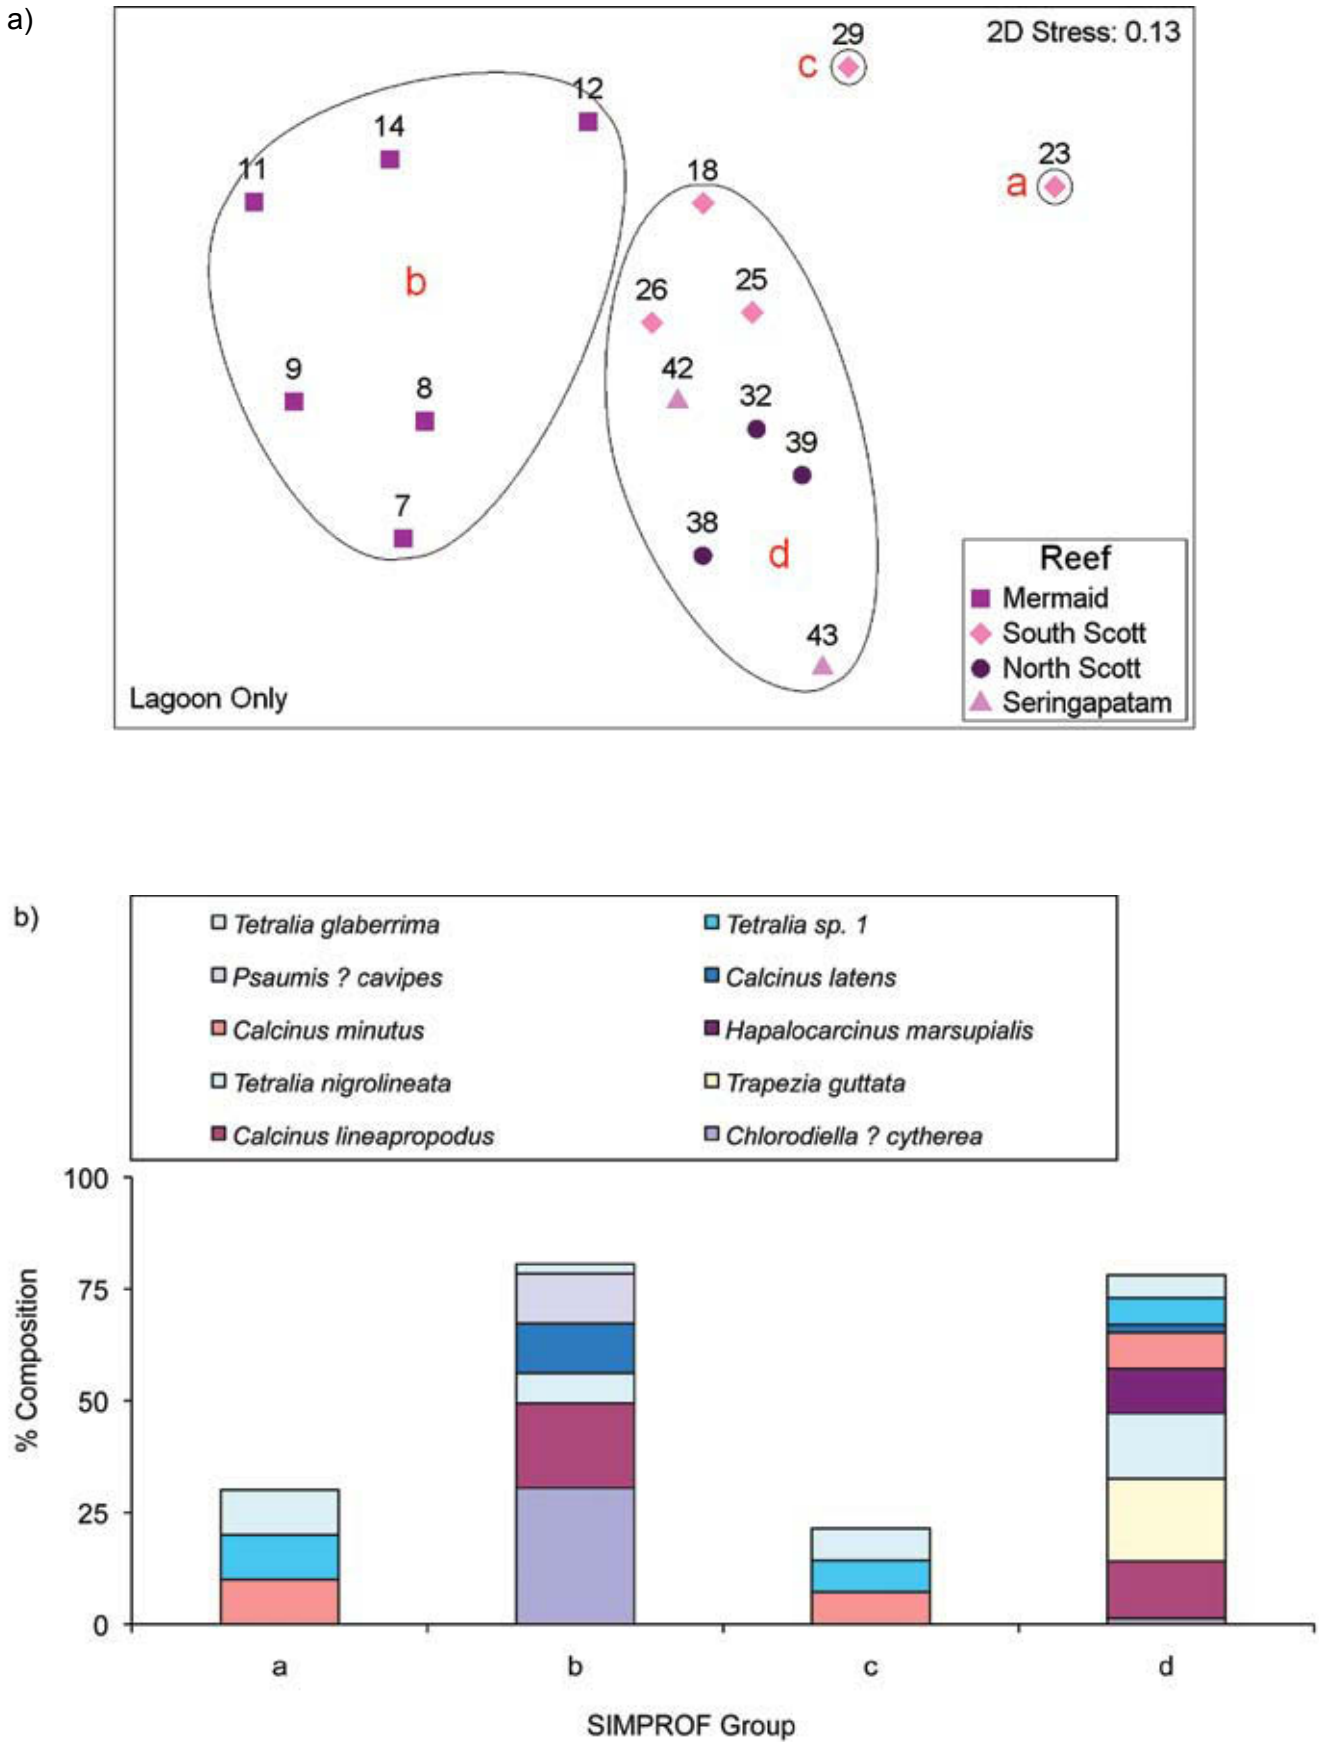 a)
2D Stress: 0.13
29
c
12
14
23
11
18
a
b
25
26
42
9
8
32
39
7
38
d
43
Reef
Mermaid
South Scott
North Scott
Seringapatam
Lagoon Only
b)
Tetralia glaberrima
Tetralia sp. 1
Psaumis ? cavipes
Calcinus latens
Calcinus minutus
Hapalocarcinus marsupialis
Tetralia nigrolineata
Trapezia guttata
Calcinus lineapropodus
Chlorodiella ? cytherea
100
75
50
25
0
% Composition
a b c d
SIMPROF Group